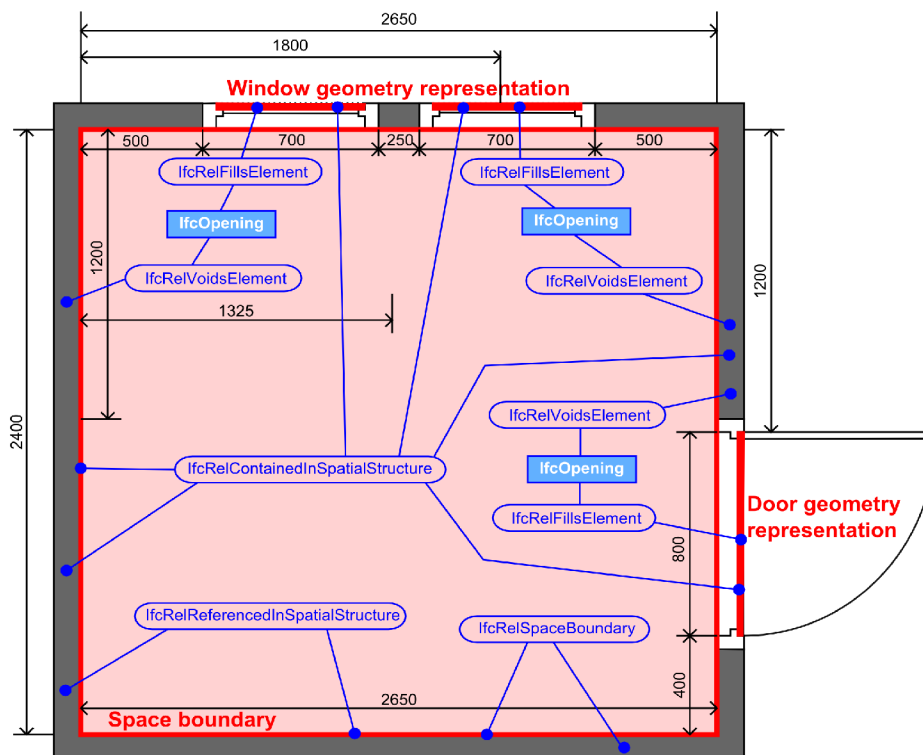 2650
1800
Window geometry representation
500
700
250
700
500
IfcRelFillsElement
IfcRelFillsElement
IfcOpening
IfcOpening
1200
1200
IfcRelVoidsElement
IfcRelVoidsElement
1325
2400
IfcRelVoidsElement
IfcRelContainedInSpatialStructure
IfcOpening
IfcRelFillsElement
Door geometry
representation
800
IfcRelReferencedInSpatialStructure
IfcRelSpaceBoundary
400
2650
Space boundary